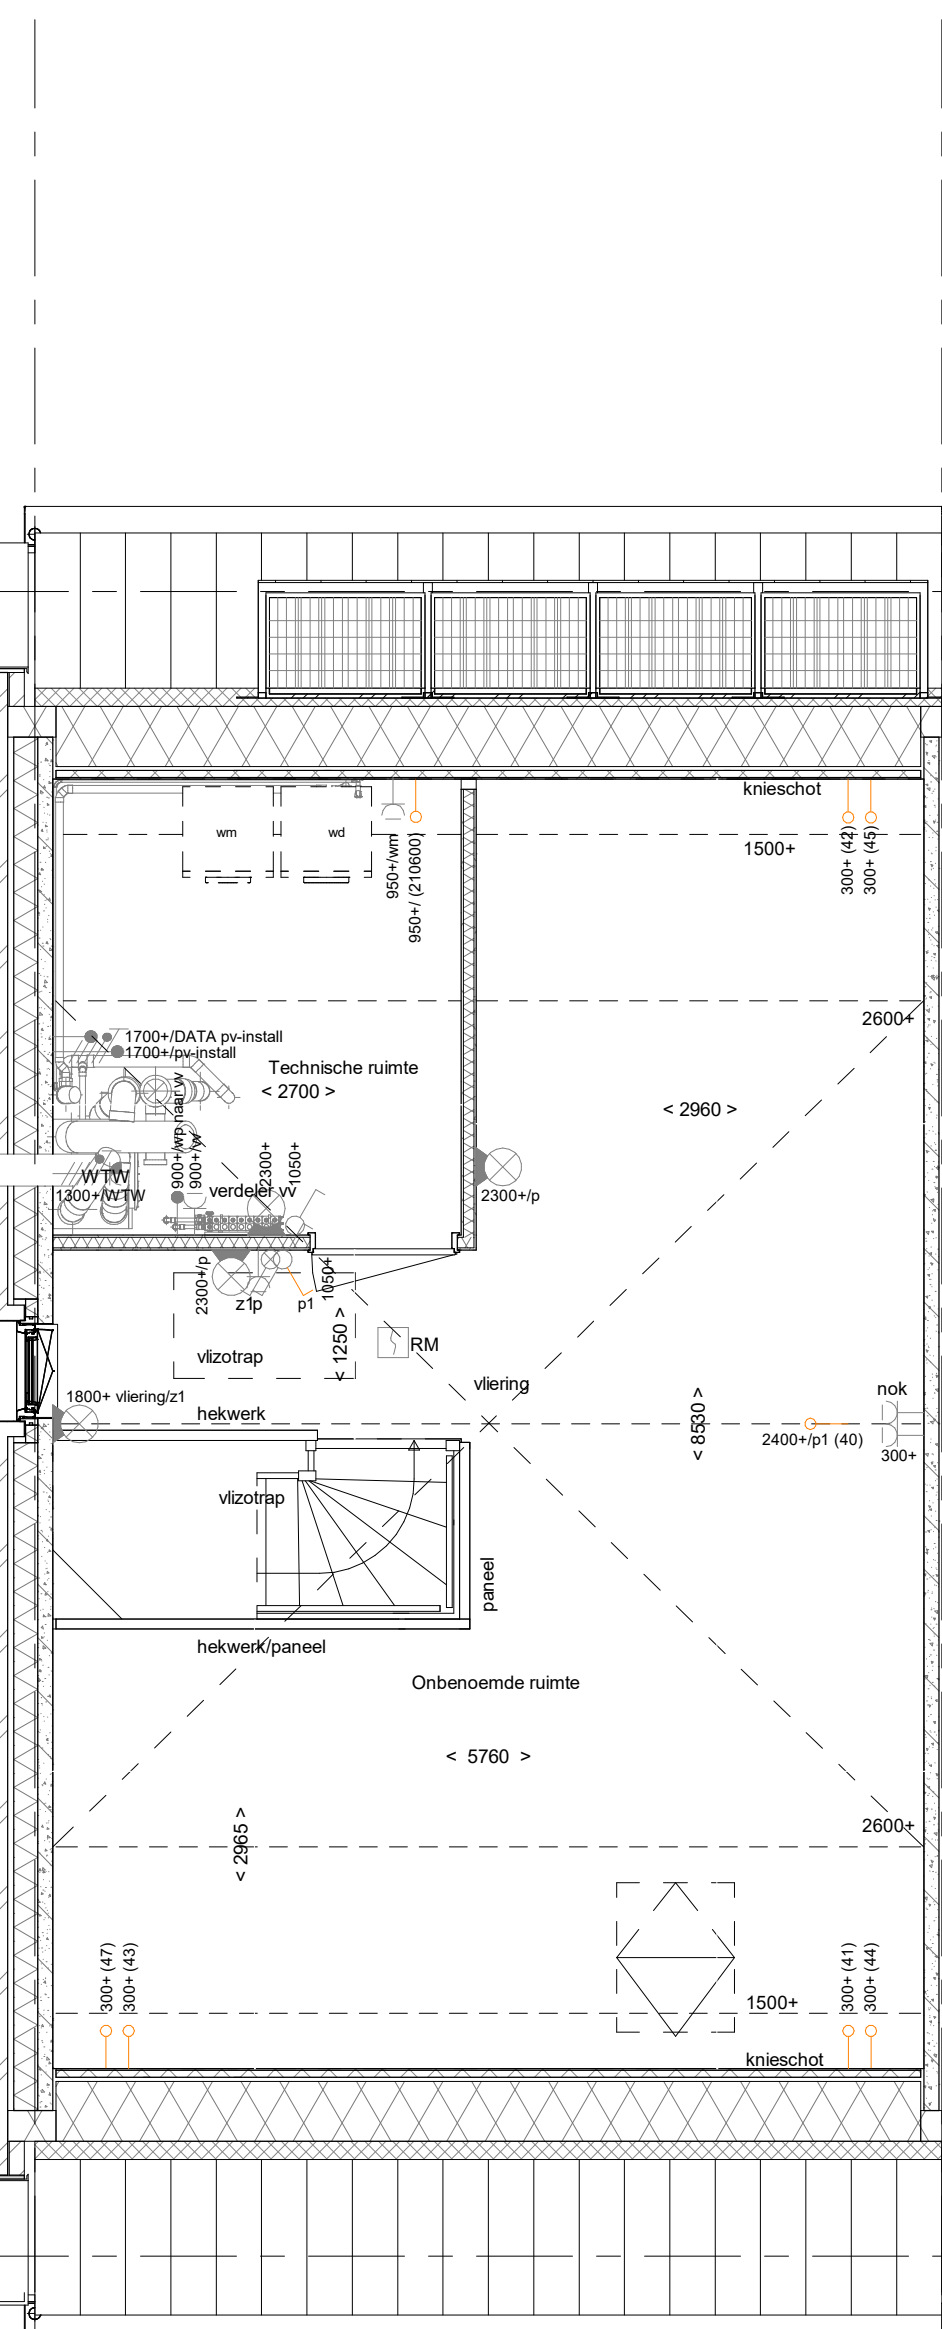 knieschot
wm
wd
950+/wm
950+/ (210600)
1500+
300+ (42)
300+ (45)
2600+
1700+/DATA pv-install
1700+/pv-install
Technische ruimte
< 2700 >
< 2960 >
900+/wp naar vv
900+/vv
2300+
1050+
WTW
1300+/WTW
verdeler vv
2300+/p
2300+/p
z1p
p1
1050+
< 1250 >
RM
vlizotrap
vliering
1800+ vliering/z1
hekwerk
nok
< 8530 >
2400+/p1 (40)
300+
vlizotrap
paneel
hekwerk/paneel
Onbenoemde ruimte
< 5760 >
< 2965 >
2600+
300+ (47)
300+ (43)
1500+
300+ (41)
300+ (44)
knieschot